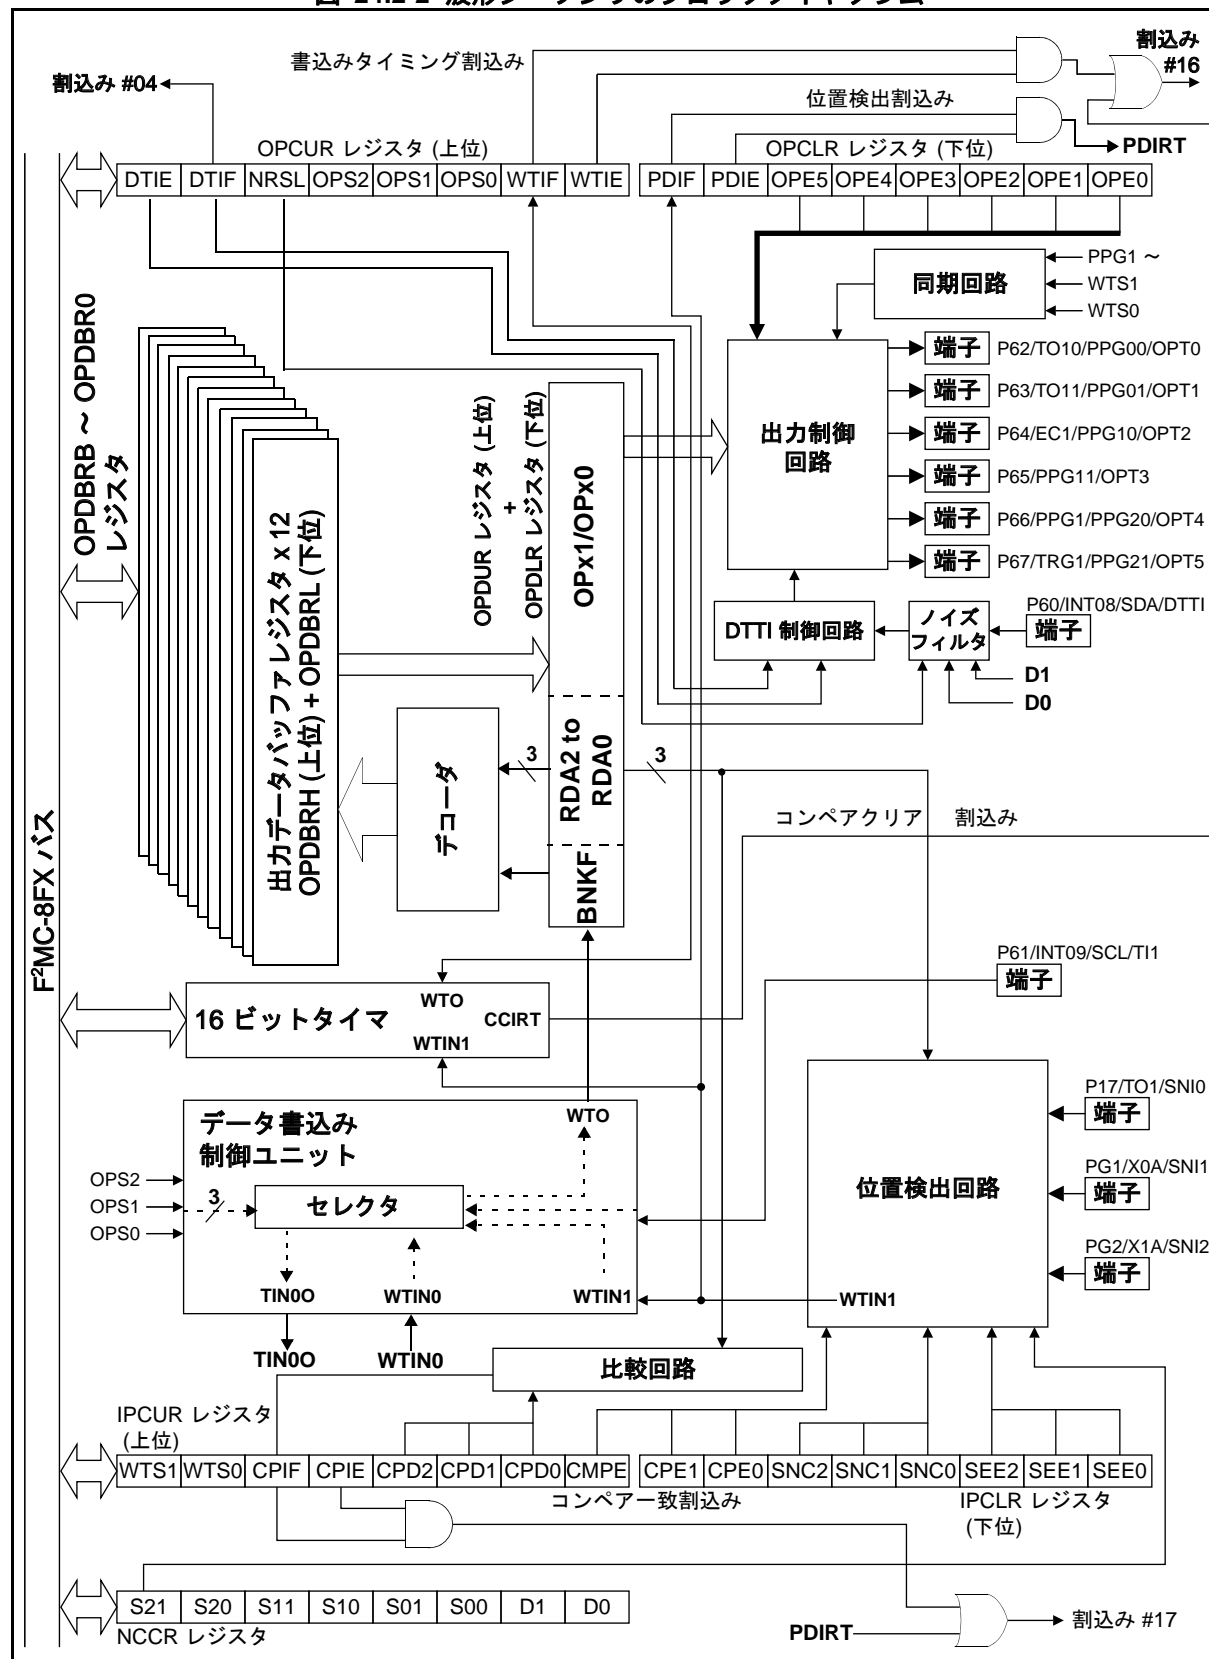 図 24.2-2 波形シーケンサのブロックダイヤグラム
書込みタイミング割込み
割込み #16
割込み #04
位置検出割込み
PDIRT
OPCUR レジスタ (上位)
OPCLR レジスタ (下位)
DTIE DTIF NRSL OPS2 OPS1 OPS0 WTIF WTIE
PDIF PDIE OPE5 OPE4 OPE3 OPE2 OPE1 OPE0
同期回路
PPG1 ～
WTS1
WTS0
出力制御
回路
端子 P62/TO10/PPG00/OPT0
端子 P63/TO11/PPG01/OPT1
端子 P64/EC1/PPG10/OPT2
端子 P65/PPG11/OPT3
端子 P66/PPG1/PPG20/OPT4
端子 P67/TRG1/PPG21/OPT5
OPDBRB ～ OPDBR0
レジスタ
出力データバッファレジスタ x 12
OPDBRH (上位) + OPDBRL (下位)
OPDUR レジスタ (上位)
+
OPDLR レジスタ (下位)
OPx1/OPx0
RDA2 to
RDA0
BNKF
デコーダ
3
3
DTTI 制御回路
ノイズ
フィルタ
P60/INT08/SDA/DTTI
端子
D1
D0
コンペアクリア 割込み
F²MC-8FX バス
16 ビットタイマ
WTO
CCIRT
WTIN1
P61/INT09/SCL/TI1
端子
データ書込み
制御ユニット
WTO
OPS2
OPS1
OPS0
3
セレクタ
TIN0O
WTIN0
WTIN1
TIN0O
WTIN0
位置検出回路
WTIN1
P17/TO1/SNI0
端子
PG1/X0A/SNI1
端子
PG2/X1A/SNI2
端子
比較回路
IPCUR レジスタ
(上位)
WTS1 WTS0 CPIF CPIE CPD2 CPD1 CPD0 CMPE
CPE1 CPE0 SNC2 SNC1 SNC0 SEE2 SEE1 SEE0
コンペアー致割込み
IPCLR レジスタ
(下位)
S21 S20 S11 S10 S01 S00 D1 D0
NCCR レジスタ
PDIRT
割込み #17